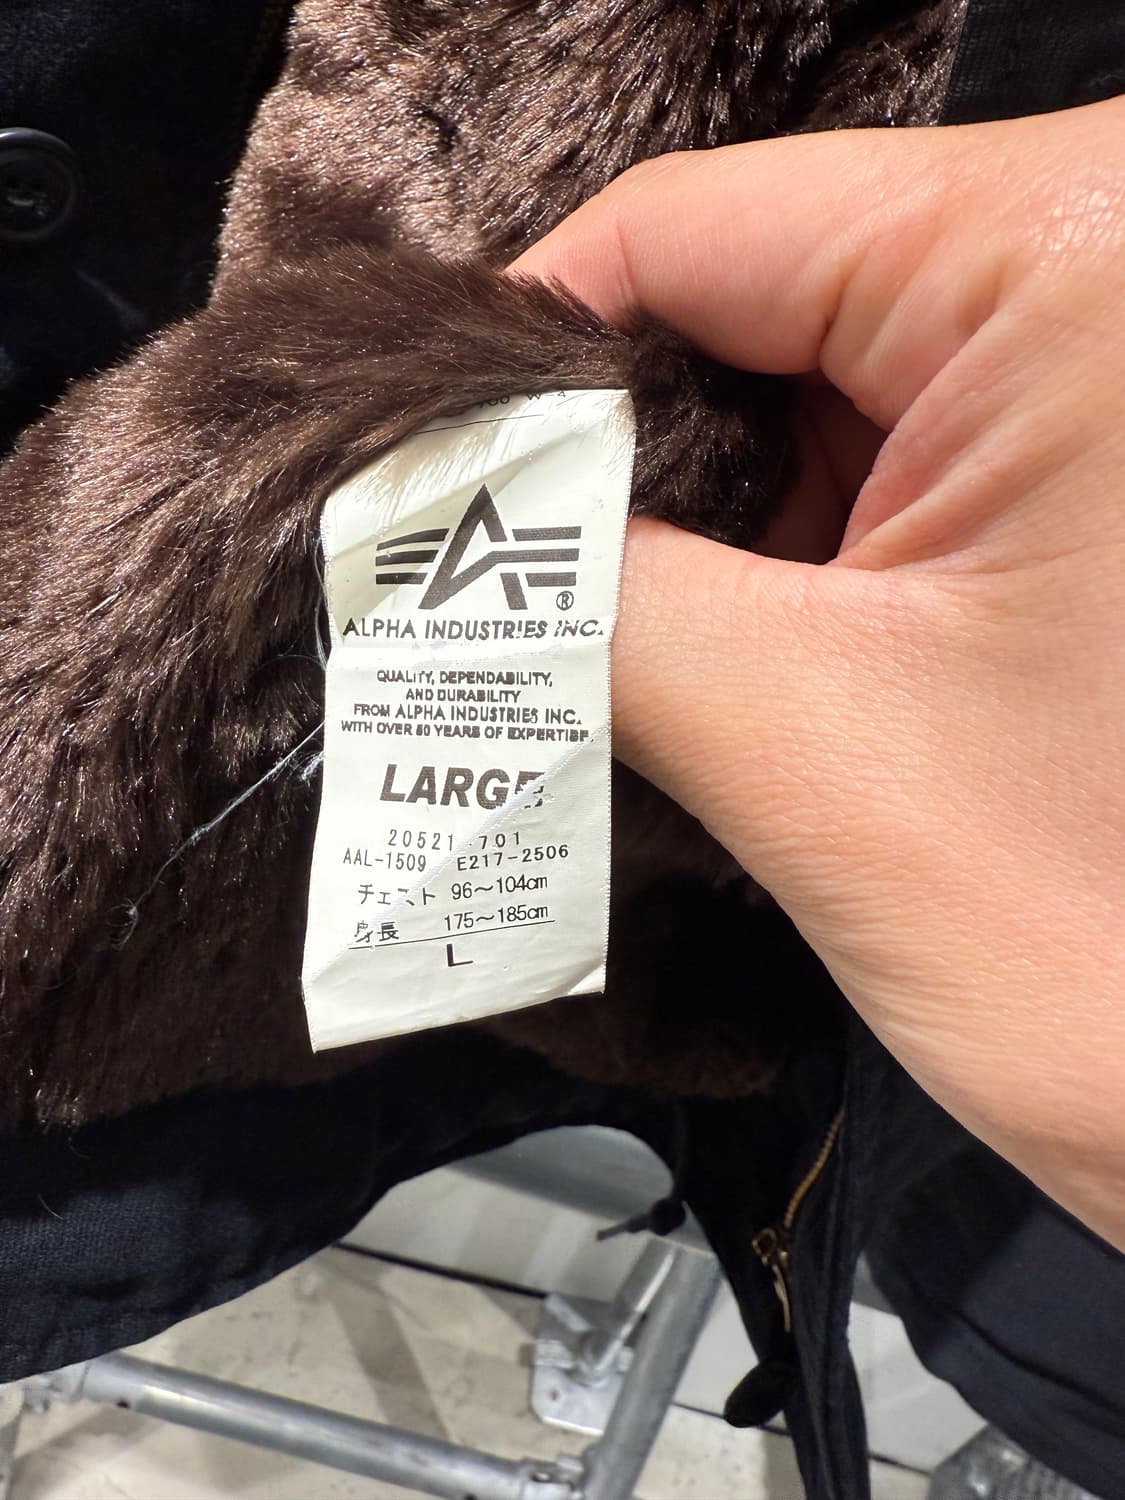 ®
ALPHA INDUSTRIES INC.
QUALITY, DEPENDABILITY,
AND DURABILITY
FROM ALPHA INDUSTRIES INC.
WITH OVER 50 YEARS OF EXPERTISE.
LARGE
20521-701
AAL-1509 E217-2506
チェスト 96～104cm
身長 175～185cm
L